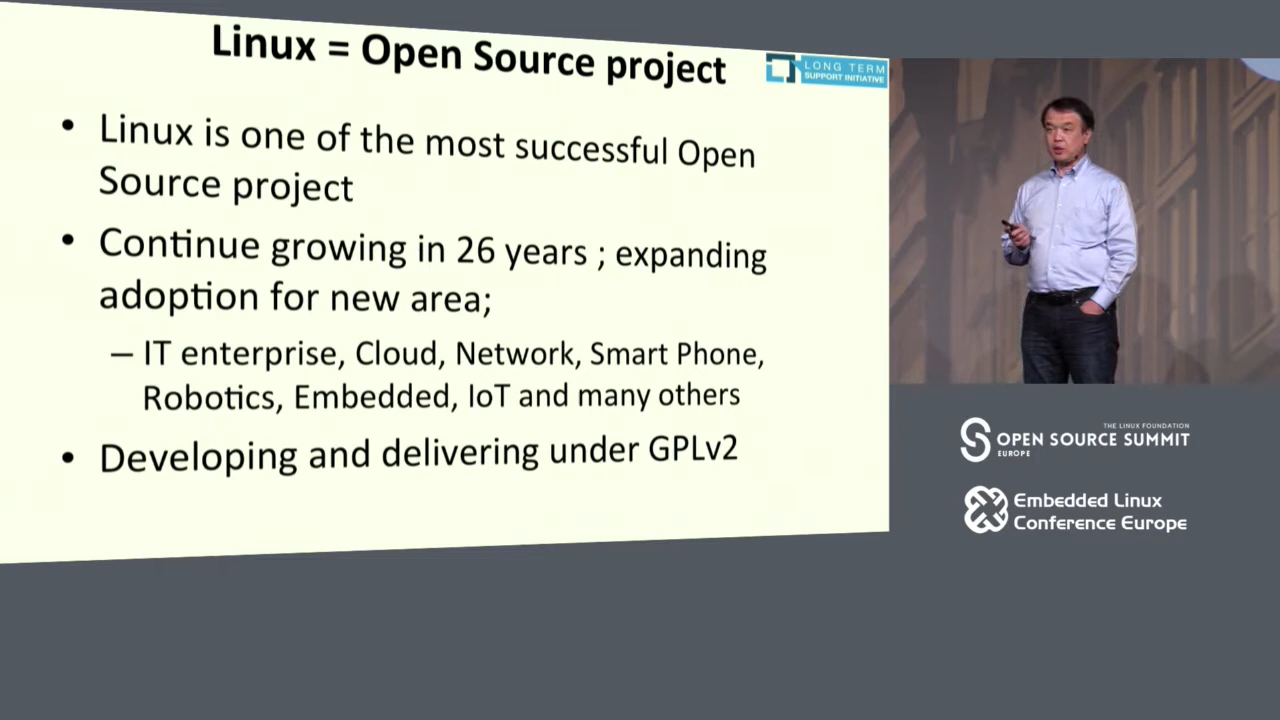 Linux = Open Source project
LONG TERM
SUPPORT INITIATIVE
• Linux is one of the most successful Open
Source project
• Continue growing in 26 years ; expanding
adoption for new area;
– IT enterprise, Cloud, Network, Smart Phone,
Robotics, Embedded, IoT and many others
• Developing and delivering under GPLv2
THE LINUX FOUNDATION
OPEN SOURCE SUMMIT
EUROPE
Embedded Linux
Conference Europe